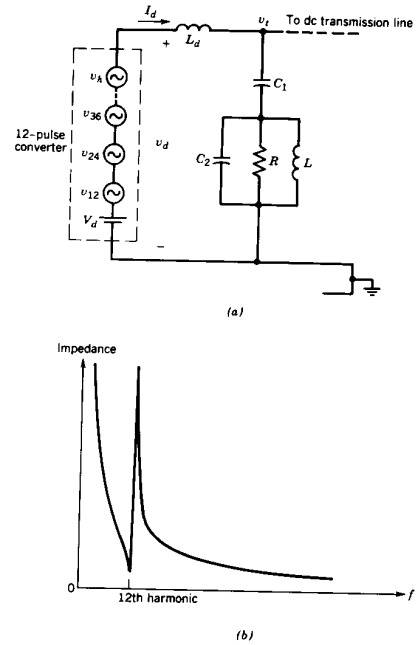 I_d
L_d
v_t
To dc transmission line
+
C_1
v_h
v_36
12-pulse
converter
v_24
v_d
C_2
R
L
v_12
V_d
−
(a)
Impedance
0
12th harmonic
f
(b)